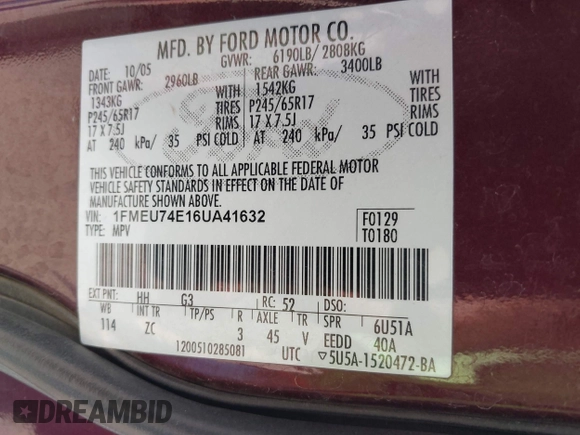 MFD. BY FORD MOTOR CO.
DATE: 10/05 GVWR: 6190LB/ 2808KG
FRONT GAWR: 2960LB REAR GAWR: 3400LB
1343KG WITH 1542KG WITH
P245/65R17 TIRES P245/65R17 TIRES
17 X 7.5J RIMS 17 X 7.5J RIMS
AT 240 kPa/ 35 PSI COLD AT 240 kPa/ 35 PSI COLD
Ford
THIS VEHICLE CONFORMS TO ALL APPLICABLE FEDERAL MOTOR
VEHICLE SAFETY STANDARDS IN EFFECT ON THE DATE OF
MANUFACTURE SHOWN ABOVE.
VIN: 1FMEU74E16UA41632 F0129
TYPE: MPV T0180
EXT PNT: HH G3 RC: 52 DSO:
WB TP/PS R AXLE TR SPR 6U51A
114 ZC 3 45 V EEDD 40A
1200510285081 UTC ▽5U5A-1520472-BA
DREAMBID